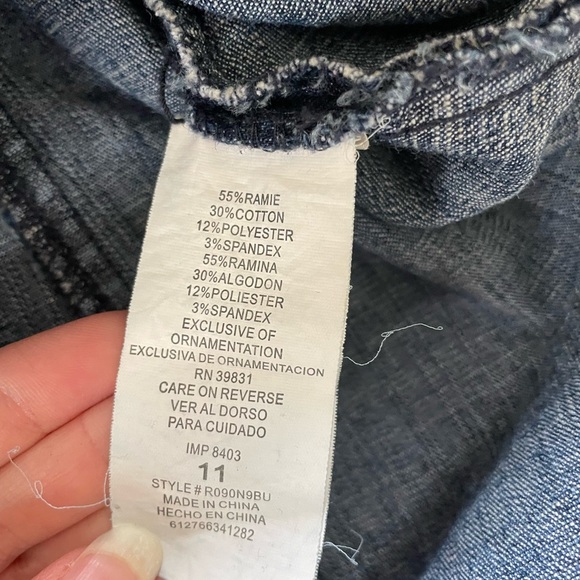 55%RAMIE
30%COTTON
12%POLYESTER
3%SPANDEX
55%RAMINA
30%ALGODON
12%POLIESTER
3%SPANDEX
EXCLUSIVE OF
ORNAMENTATION
EXCLUSIVA DE ORNAMENTACION
RN 39831
CARE ON REVERSE
VER AL DORSO
PARA CUIDADO
IMP 8403
11
STYLE # R090N9BU
MADE IN CHINA
HECHO EN CHINA
612766341282